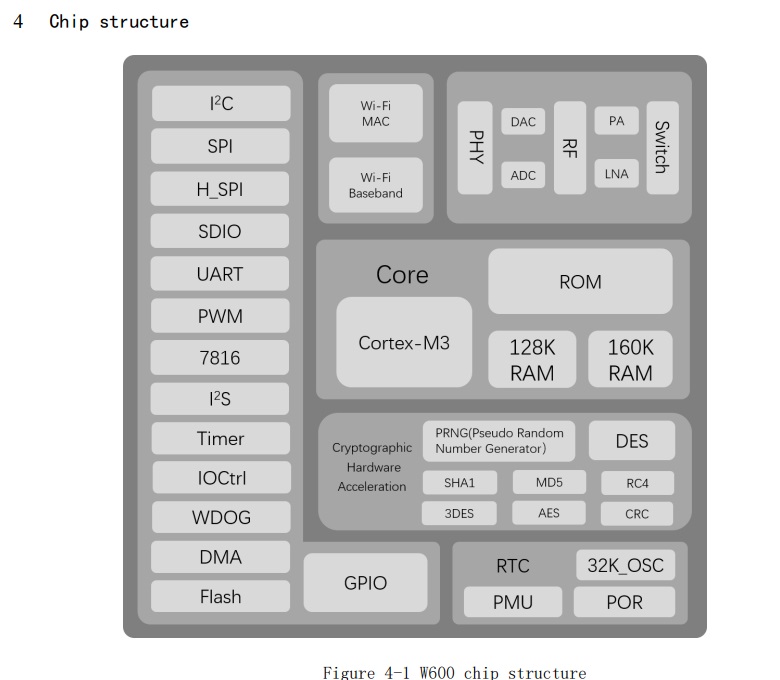 4 Chip structure
I²C
SPI
H_SPI
SDIO
UART
PWM
7816
I²S
Timer
IOCtrl
WDOG
DMA
Flash
GPIO
Wi-Fi
MAC
Wi-Fi
Baseband
PHY
DAC
ADC
RF
PA
LNA
Switch
Core
Cortex-M3
ROM
128K
RAM
160K
RAM
Cryptographic
Hardware
Acceleration
PRNG(Pseudo Random
Number Generator)
DES
SHA1
MD5
RC4
3DES
AES
CRC
RTC
32K_OSC
PMU
POR
Figure 4-1 W600 chip structure